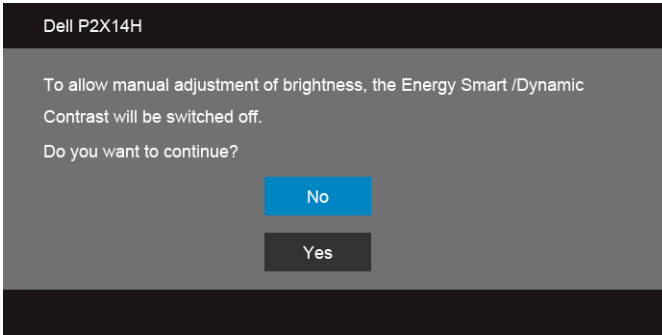 Dell P2X14H
To allow manual adjustment of brightness, the Energy Smart /Dynamic
Contrast will be switched off.
Do you want to continue?
No
Yes